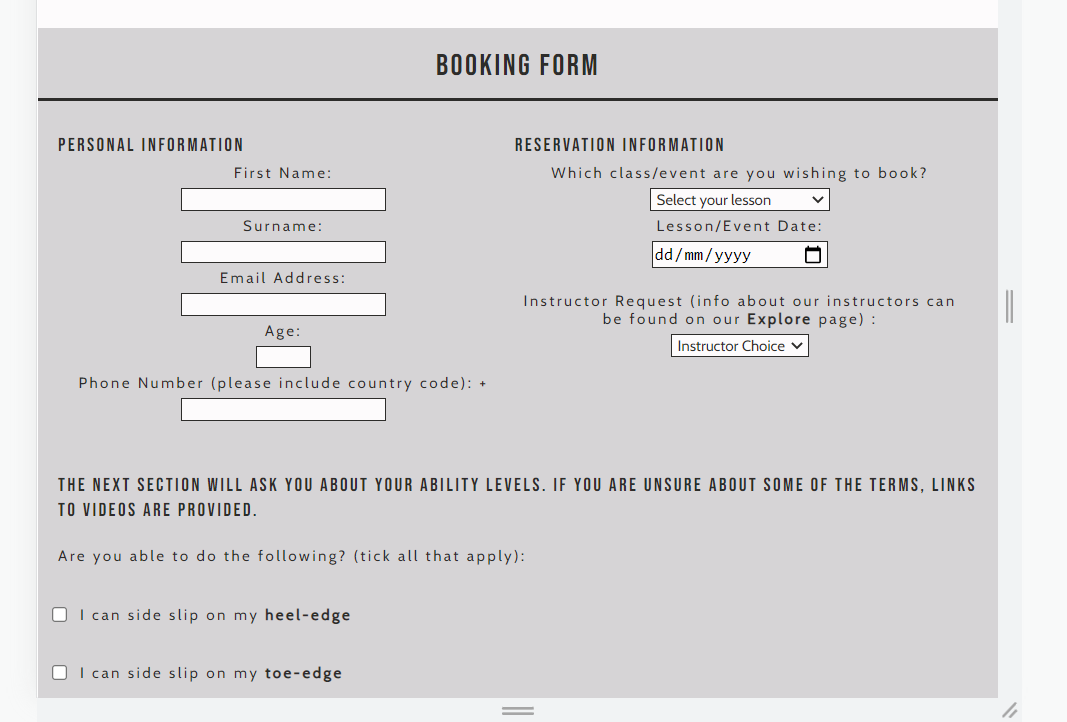 BOOKING FORM
PERSONAL INFORMATION
First Name:
Surname:
Email Address:
Age:
Phone Number (please include country code): +
RESERVATION INFORMATION
Which class/event are you wishing to book?
Select your lesson
Lesson/Event Date:
dd/mm/yyyy
Instructor Request (info about our instructors can
be found on our Explore page) :
Instructor Choice
THE NEXT SECTION WILL ASK YOU ABOUT YOUR ABILITY LEVELS. IF YOU ARE UNSURE ABOUT SOME OF THE TERMS, LINKS
TO VIDEOS ARE PROVIDED.
Are you able to do the following? (tick all that apply):
I can side slip on my heel-edge
I can side slip on my toe-edge